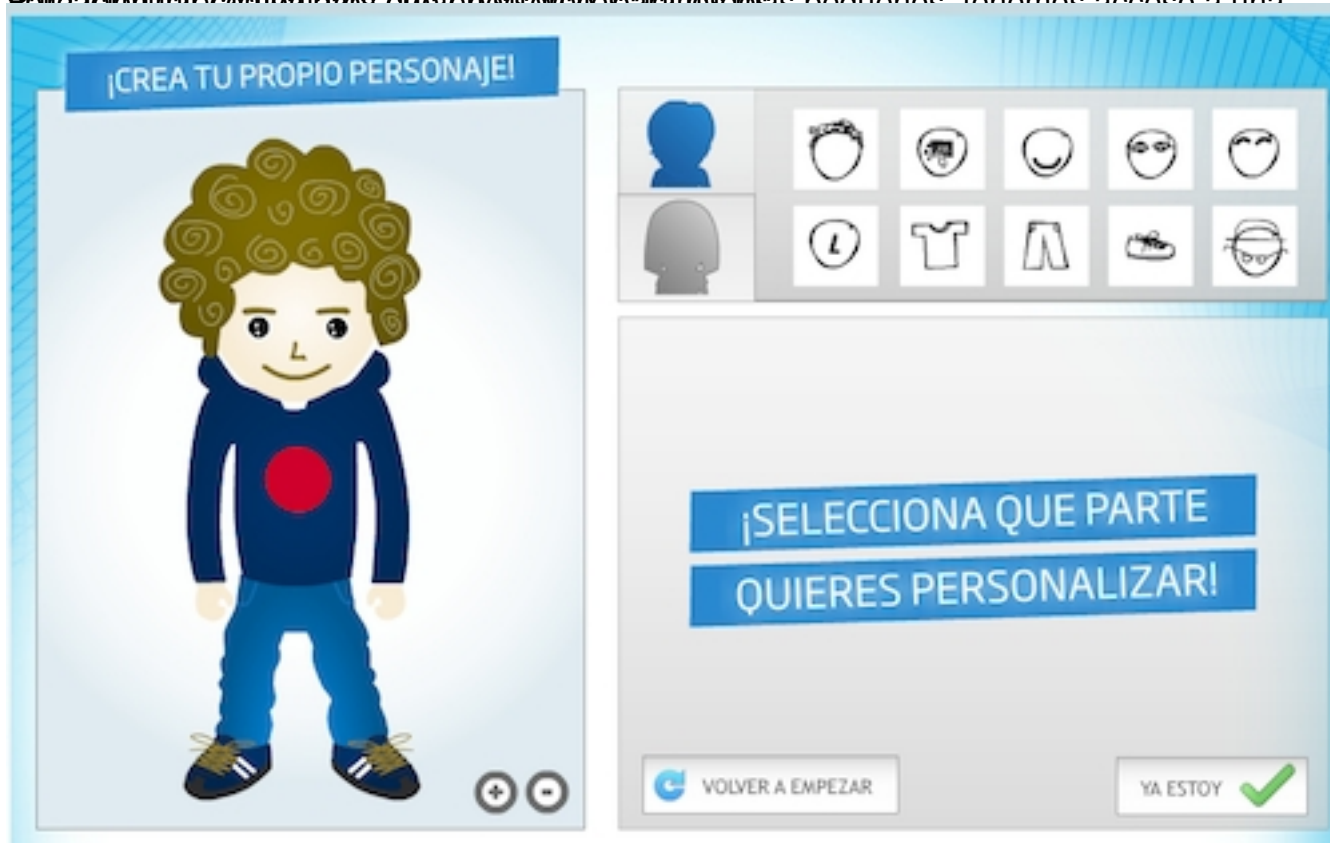 ¡CREA TU PROPIO PERSONAJE!
L
¡SELECCIONA QUE PARTE
QUIERES PERSONALIZAR!
VOLVER A EMPEZAR
YA ESTOY